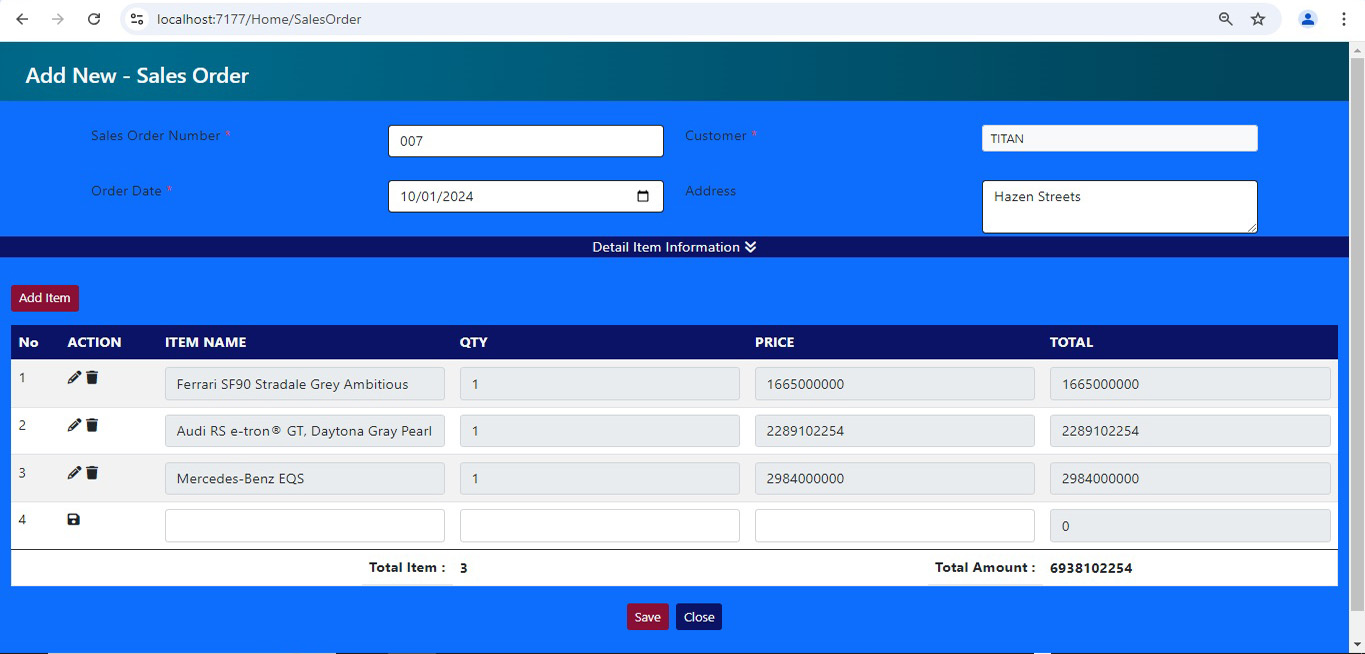 localhost:7177/Home/SalesOrder
Add New - Sales Order
Sales Order Number * 007 Customer * TITAN
Order Date * 10/01/2024 Address Hazen Streets
Detail Item Information
Add Item
No ACTION ITEM NAME QTY PRICE TOTAL
1 Ferrari SF90 Stradale Grey Ambitious 1 1665000000 1665000000
2 Audi RS e-tron® GT, Daytona Gray Pearl 1 2289102254 2289102254
3 Mercedes-Benz EQS 1 2984000000 2984000000
4 0
Total Item : 3 Total Amount : 6938102254
Save Close